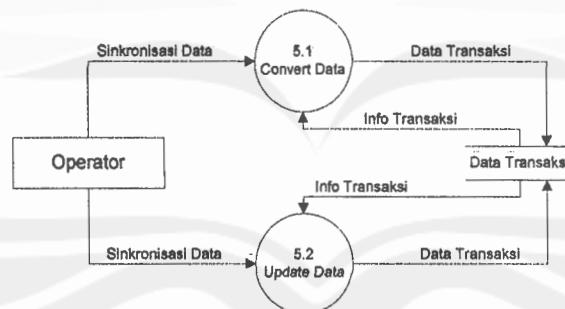 Sinkronisasi Data
5.1
Convert Data
Data Transaksi
Info Transaksi
Operator
Data Transaks
Info Transaksi
Sinkronisasi Data
5.2
Update Data
Data Transaksi